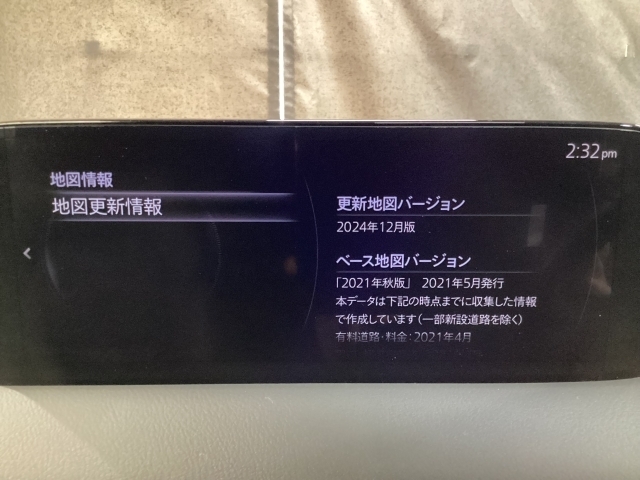 2:32pm
地図情報
地図更新情報
更新地図バージョン
2024年12月版
ベース地図バージョン
「2021年秋版」 2021年5月発行
本データは下記の時点までに収集した情報
で作成しています(一部新設道路を除く)
有料道路・料金:2021年4月